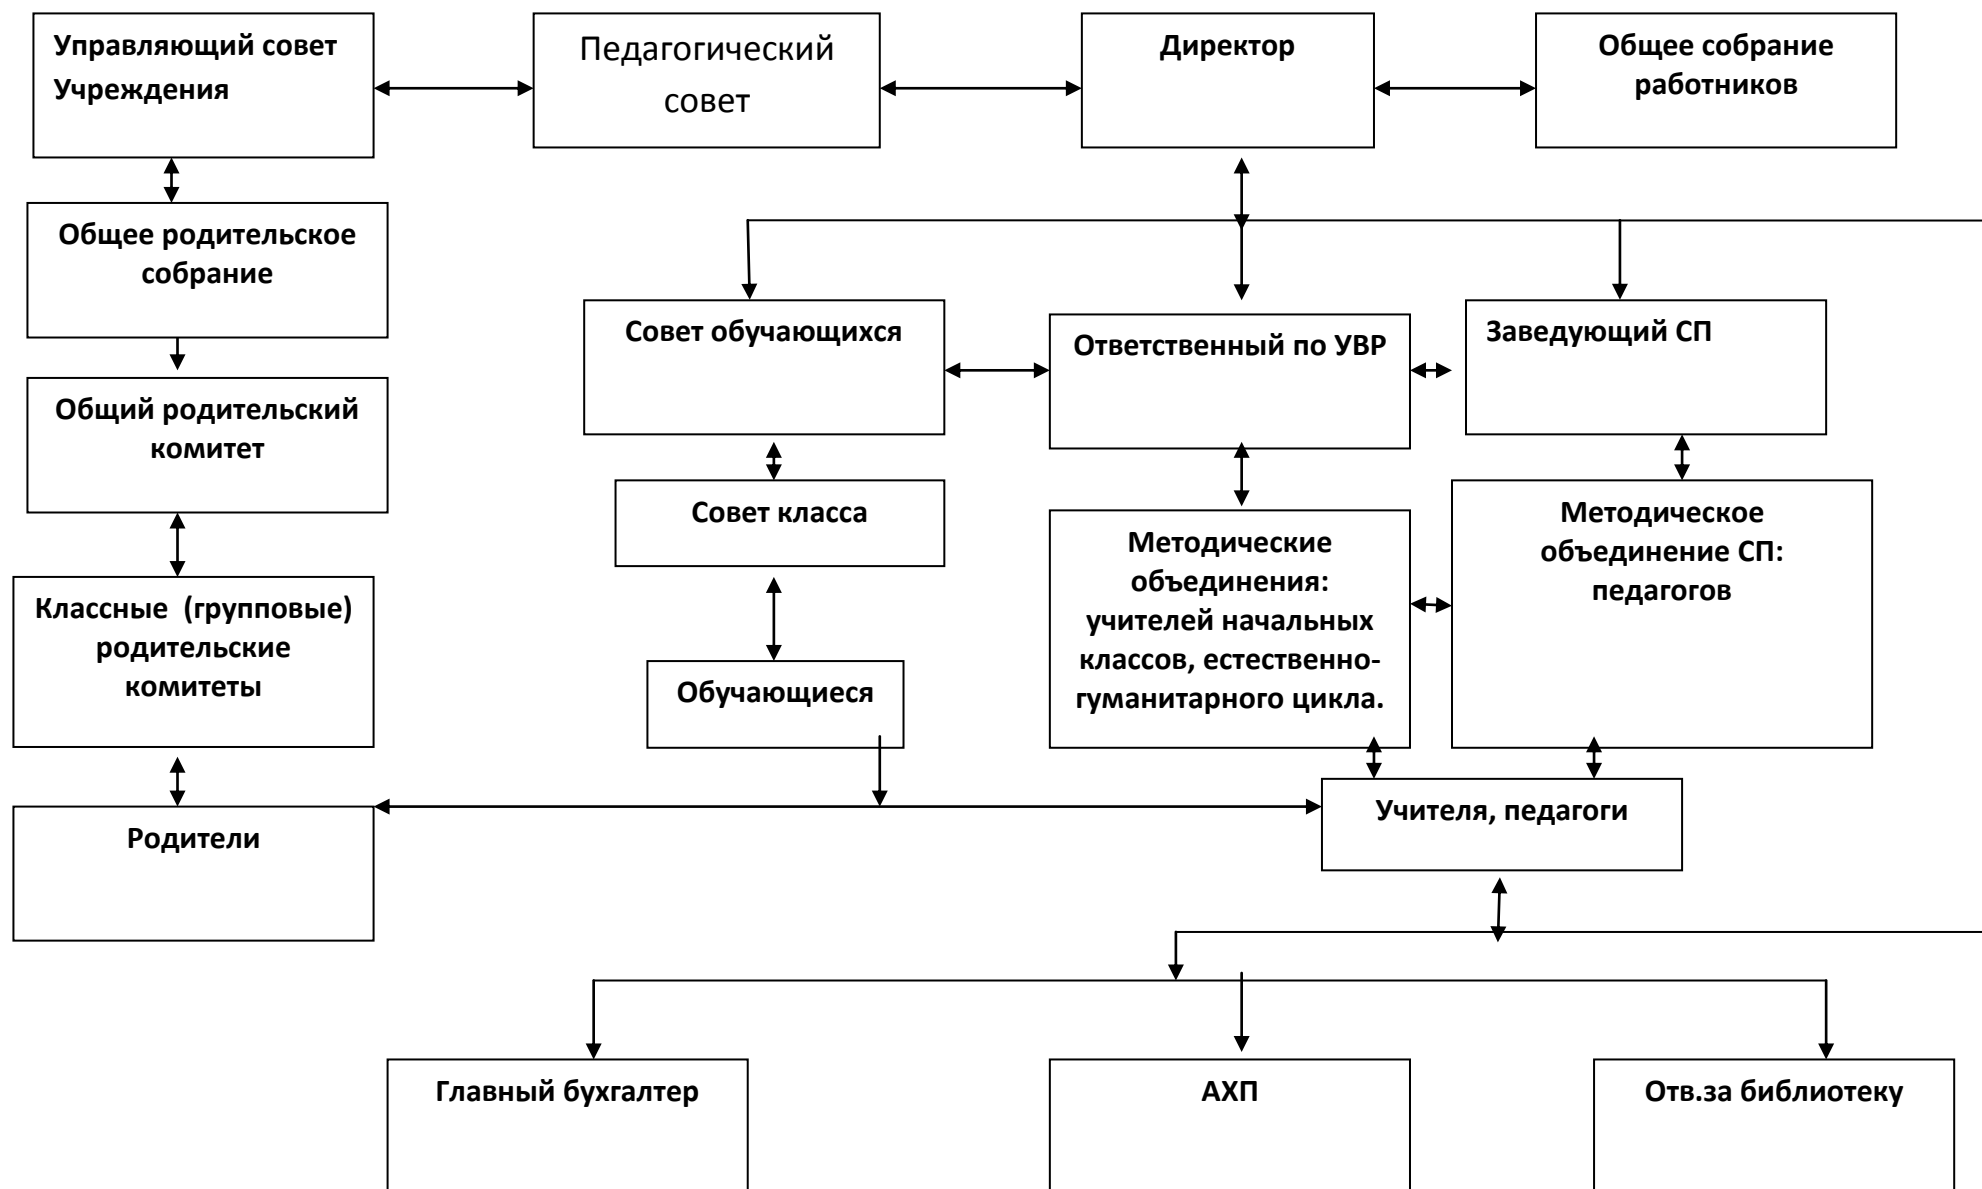 Управляющий совет
Учреждения
Педагогический
совет
Директор
Общее собрание
работников
Общее родительское
собрание
Совет обучающихся
Ответственный по УВР
Заведующий СП
Общий родительский
комитет
Совет класса
Методические
объединения:
учителей начальных
классов, естественно-
гуманитарного цикла.
Методическое
объединение СП:
педагогов
Классные (групповые)
родительские
комитеты
Обучающиеся
Родители
Учителя, педагоги
Главный бухгалтер
АХП
Отв.за библиотеку